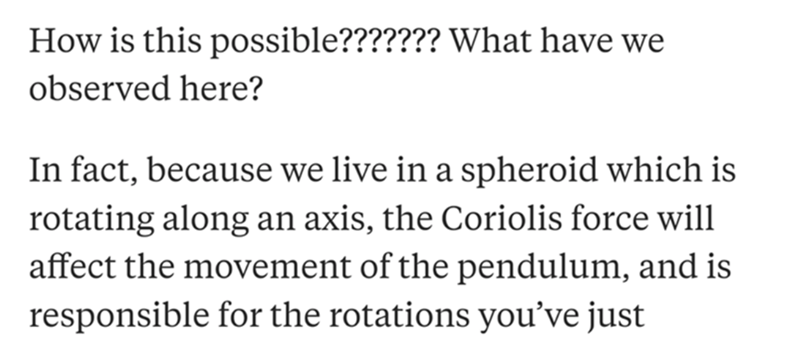 How is this possible??????? What have we
observed here?
In fact, because we live in a spheroid which is
rotating along an axis, the Coriolis force will
affect the movement of the pendulum, and is
responsible for the rotations you’ve just